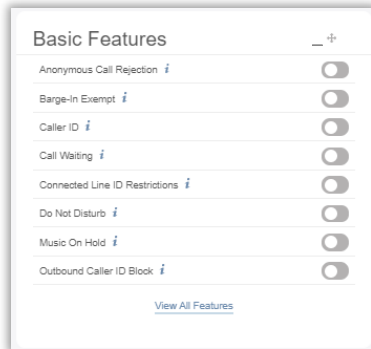 Basic Features
Anonymous Call Rejection i
Barge-In Exempt i
Caller ID i
Call Waiting i
Connected Line ID Restrictions i
Do Not Disturb i
Music On Hold i
Outbound Caller ID Block i
View All Features